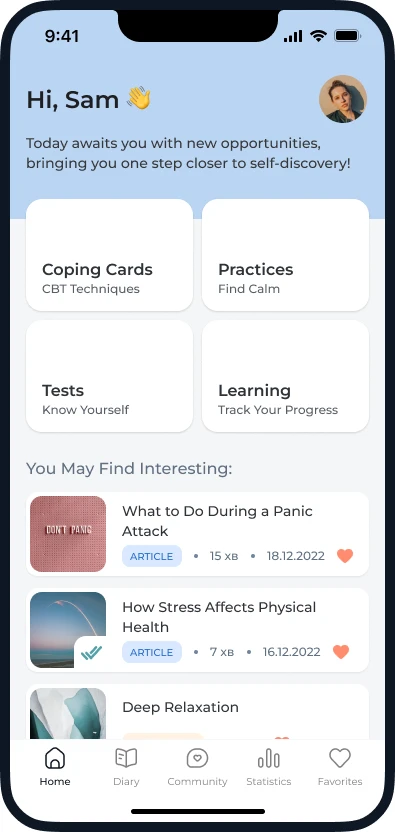 9:41
Hi, Sam 👋
Today awaits you with new opportunities,
bringing you one step closer to self-discovery!
Coping Cards
CBT Techniques
Practices
Find Calm
Tests
Know Yourself
Learning
Track Your Progress
You May Find Interesting:
DON'T PANIC
What to Do During a Panic
Attack
ARTICLE • 15 хв • 18.12.2022
How Stress Affects Physical
Health
ARTICLE • 7 хв • 16.12.2022
Deep Relaxation
Home
Diary
Community
Statistics
Favorites